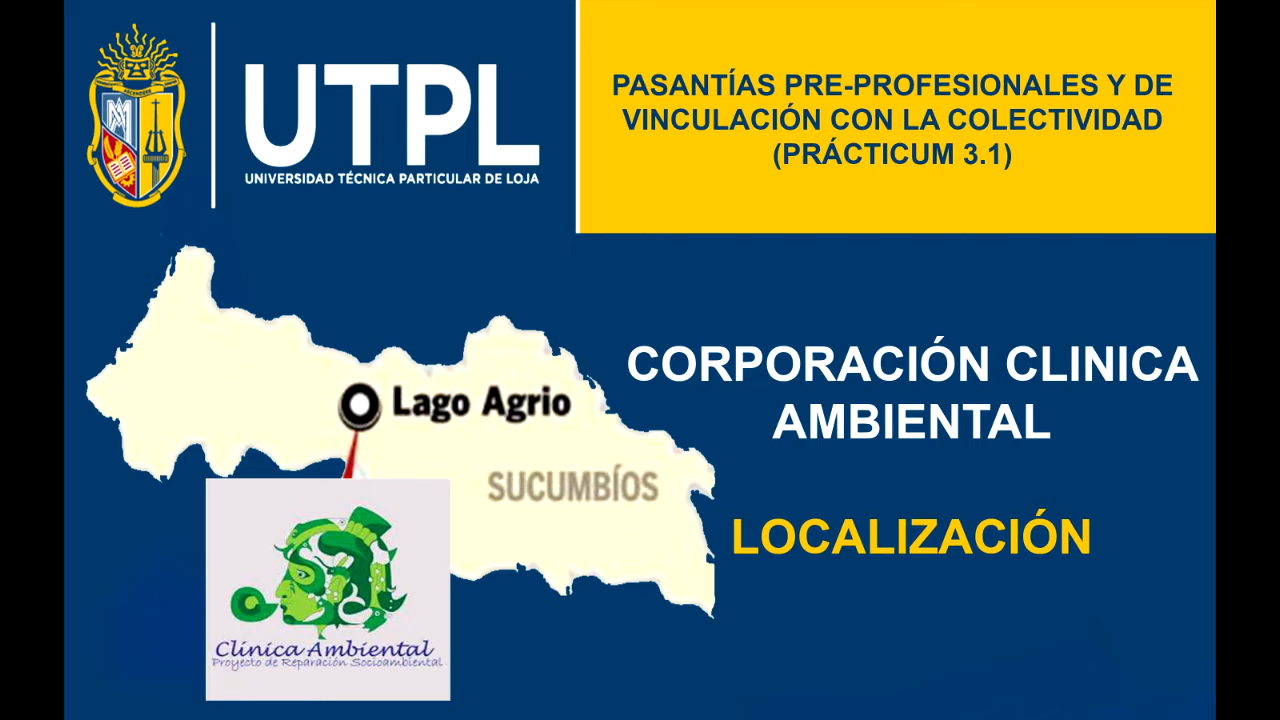 UTPL
UNIVERSIDAD TÉCNICA PARTICULAR DE LOJA
PASANTÍAS PRE-PROFESIONALES Y DE
VINCULACIÓN CON LA COLECTIVIDAD
(PRÁCTICUM 3.1)
CORPORACIÓN CLINICA
AMBIENTAL
LOCALIZACIÓN
Lago Agrio
SUCUMBÍOS
Clínica Ambiental
Proyecto de Reparación Socioambiental